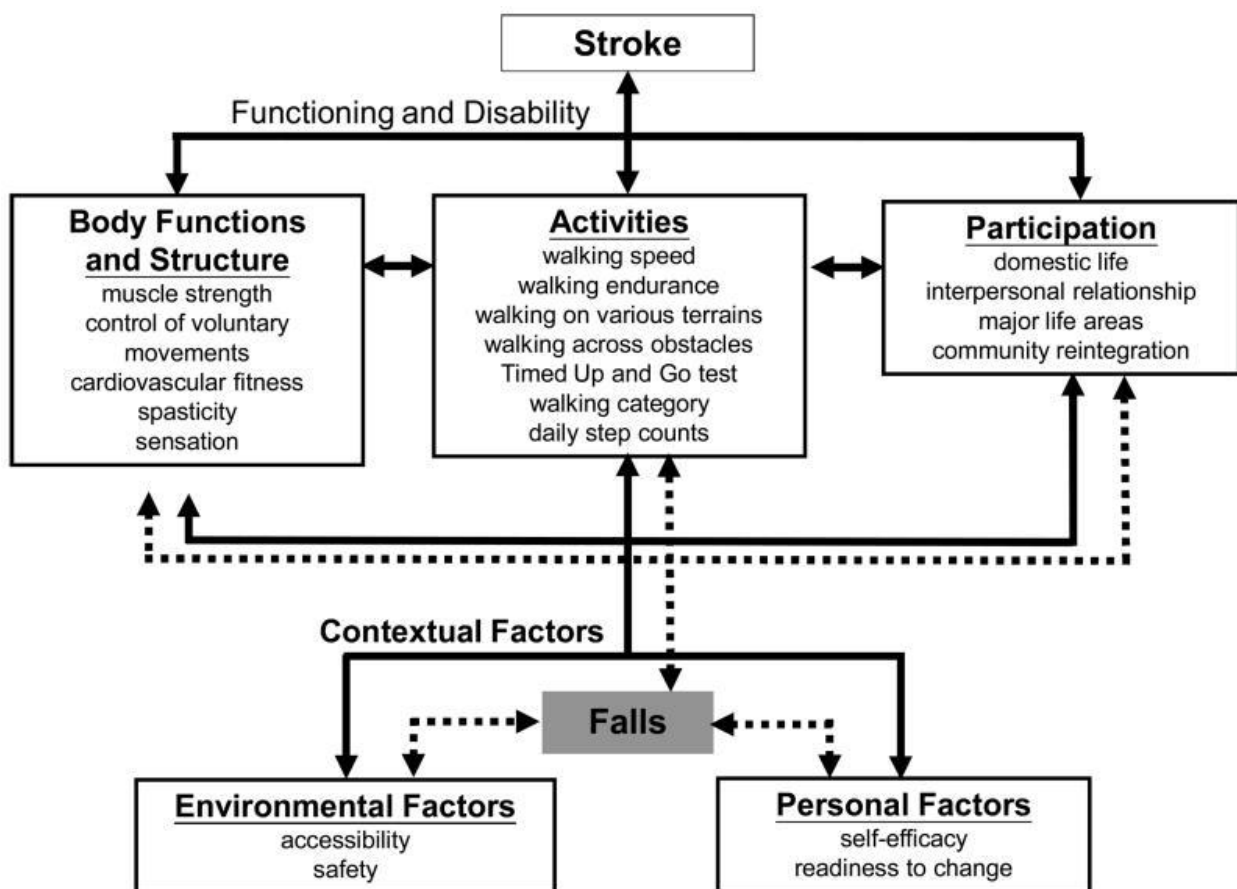 Stroke
Functioning and Disability
Body Functions
and Structure
muscle strength
control of voluntary
movements
cardiovascular fitness
spasticity
sensation
Activities
walking speed
walking endurance
walking on various terrains
walking across obstacles
Timed Up and Go test
walking category
daily step counts
Participation
domestic life
interpersonal relationship
major life areas
community reintegration
Contextual Factors
Falls
Environmental Factors
accessibility
safety
Personal Factors
self-efficacy
readiness to change